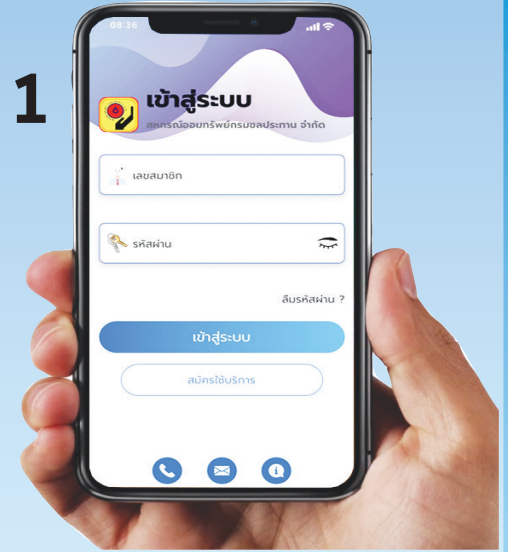 1
08:36
เข้าสู่ระบบ
สหกรณ์ออมทรัพย์กรมชลประทาน จำกัด
เลขสมาชิก
รหัสผ่าน
ลืมรหัสผ่าน ?
เข้าสู่ระบบ
สมัครใช้บริการ